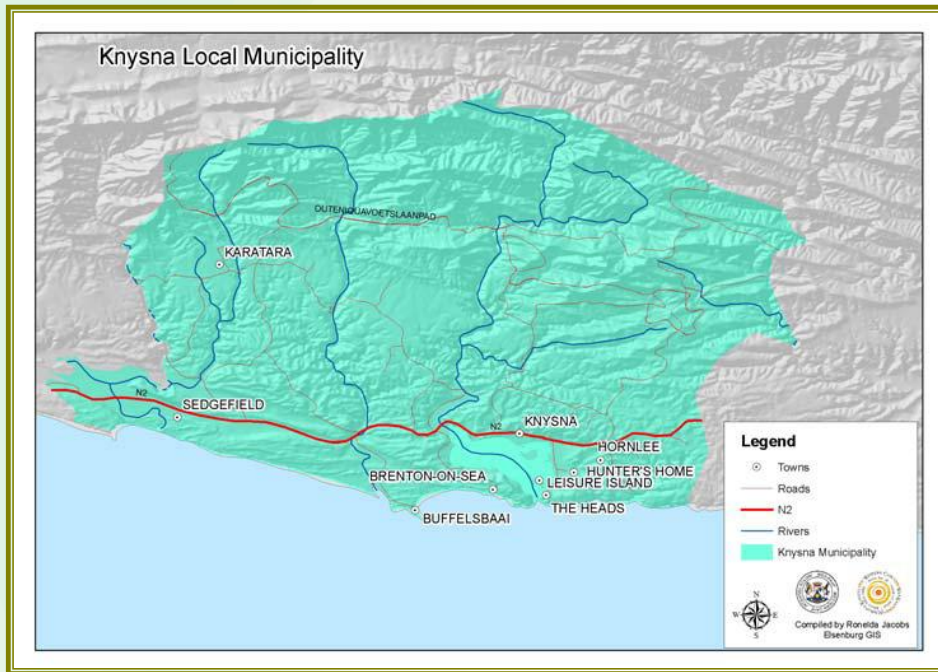 Knysna Local Municipality
OUTENIQUAVOETSLAANPAD
KARATARA
N2
SEDGEFIELD
N2
KNYSNA
HORNLEE
HUNTER'S HOME
BRENTON-ON-SEA
LEISURE ISLAND
THE HEADS
BUFFELSBAAI
Legend
Towns
Roads
N2
Rivers
Knysna Municipality
N
W
E
S
Compiled by Ronelda Jacobs
Elsenburg GIS